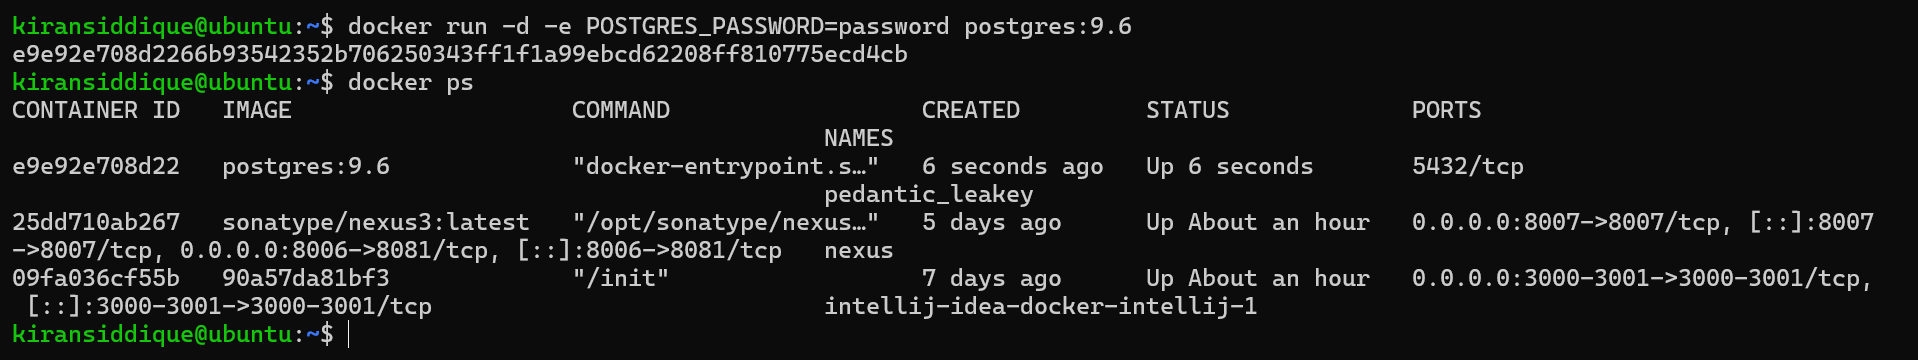 kiransiddique@ubuntu:~$ docker run -d -e POSTGRES_PASSWORD=password postgres:9.6
e9e92e708d2266b93542352b706250343ff1f1a99ebcd62208ff810775ecd4cb
kiransiddique@ubuntu:~$ docker ps
CONTAINER ID   IMAGE                    COMMAND                  CREATED         STATUS             PORTS
                                                          NAMES
e9e92e708d22   postgres:9.6             "docker-entrypoint.s…"   6 seconds ago   Up 6 seconds       5432/tcp
                                                          pedantic_leakey
25dd710ab267   sonatype/nexus3:latest   "/opt/sonatype/nexus…"   5 days ago      Up About an hour   0.0.0.0:8007->8007/tcp, [::]:8007
->8007/tcp, 0.0.0.0:8006->8081/tcp, [::]:8006->8081/tcp   nexus
09fa036cf55b   90a57da81bf3             "/init"                  7 days ago      Up About an hour   0.0.0.0:3000-3001->3000-3001/tcp,
 [::]:3000-3001->3000-3001/tcp                            intellij-idea-docker-intellij-1
kiransiddique@ubuntu:~$